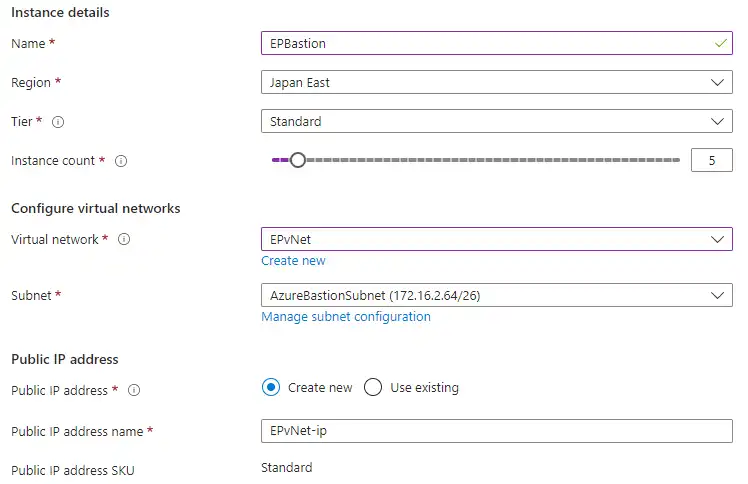 Instance details
Name * EPBastion
Region * Japan East
Tier * Standard
Instance count * 5
Configure virtual networks
Virtual network * EPvNet
Create new
Subnet * AzureBastionSubnet (172.16.2.64/26)
Manage subnet configuration
Public IP address
Public IP address * Create new Use existing
Public IP address name * EPvNet-ip
Public IP address SKU Standard